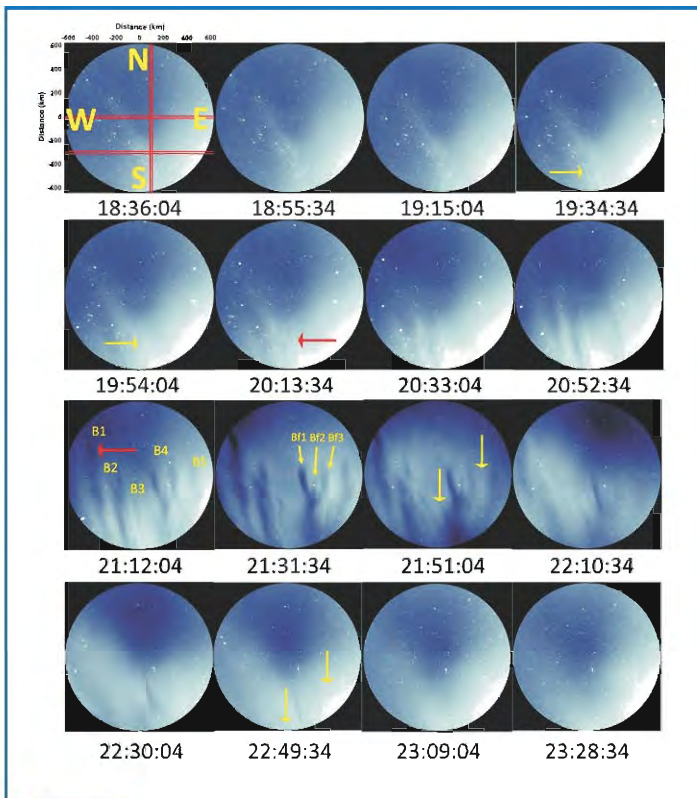 Distance (km)
-600 -400 -200 0 200 400 600
Distance (km)
600
400
200
0
-200
-400
-600
N
W E
S
18:36:04 18:55:34 19:15:04 19:34:34
19:54:04 20:13:34 20:33:04 20:52:34
B1
B2
B3
B4
B5
Bf1 Bf2 Bf3
21:12:04 21:31:34 21:51:04 22:10:34
22:30:04 22:49:34 23:09:04 23:28:34